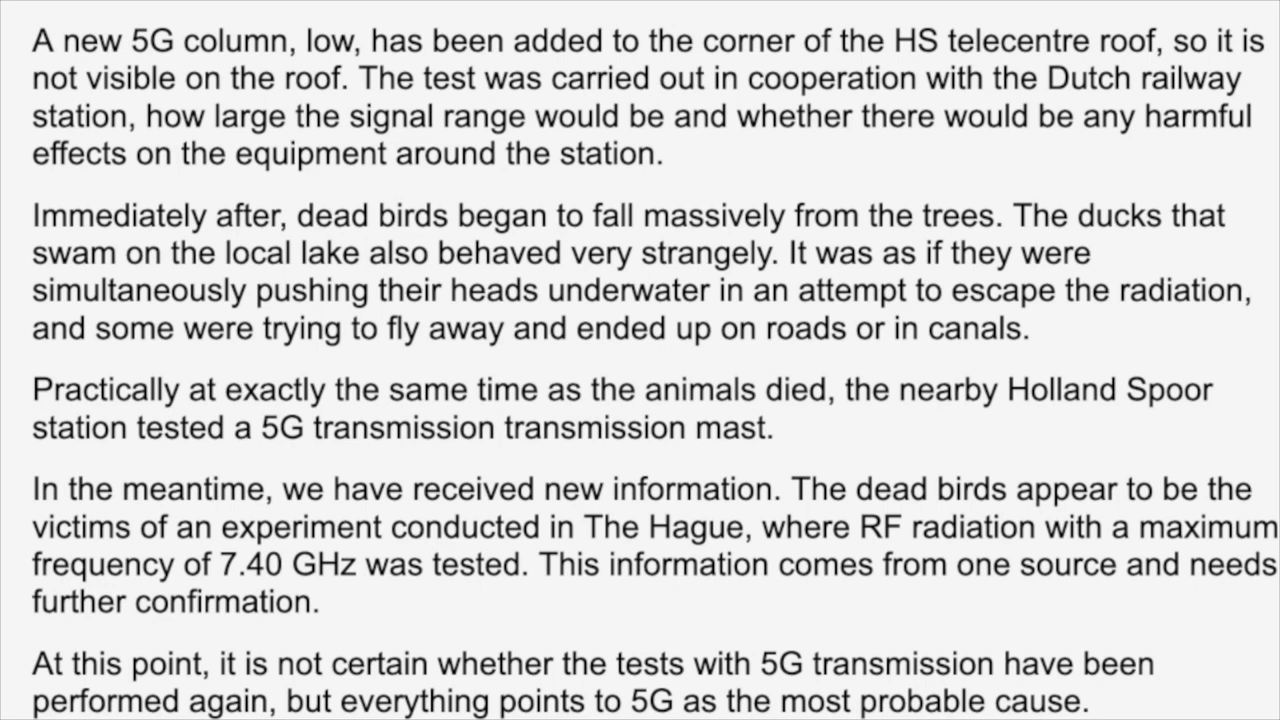 A new 5G column, low, has been added to the corner of the HS telecentre roof, so it is
not visible on the roof. The test was carried out in cooperation with the Dutch railway
station, how large the signal range would be and whether there would be any harmful
effects on the equipment around the station.
Immediately after, dead birds began to fall massively from the trees. The ducks that
swam on the local lake also behaved very strangely. It was as if they were
simultaneously pushing their heads underwater in an attempt to escape the radiation,
and some were trying to fly away and ended up on roads or in canals.
Practically at exactly the same time as the animals died, the nearby Holland Spoor
station tested a 5G transmission transmission mast.
In the meantime, we have received new information. The dead birds appear to be the
victims of an experiment conducted in The Hague, where RF radiation with a maximum
frequency of 7.40 GHz was tested. This information comes from one source and needs
further confirmation.
At this point, it is not certain whether the tests with 5G transmission have been
performed again, but everything points to 5G as the most probable cause.